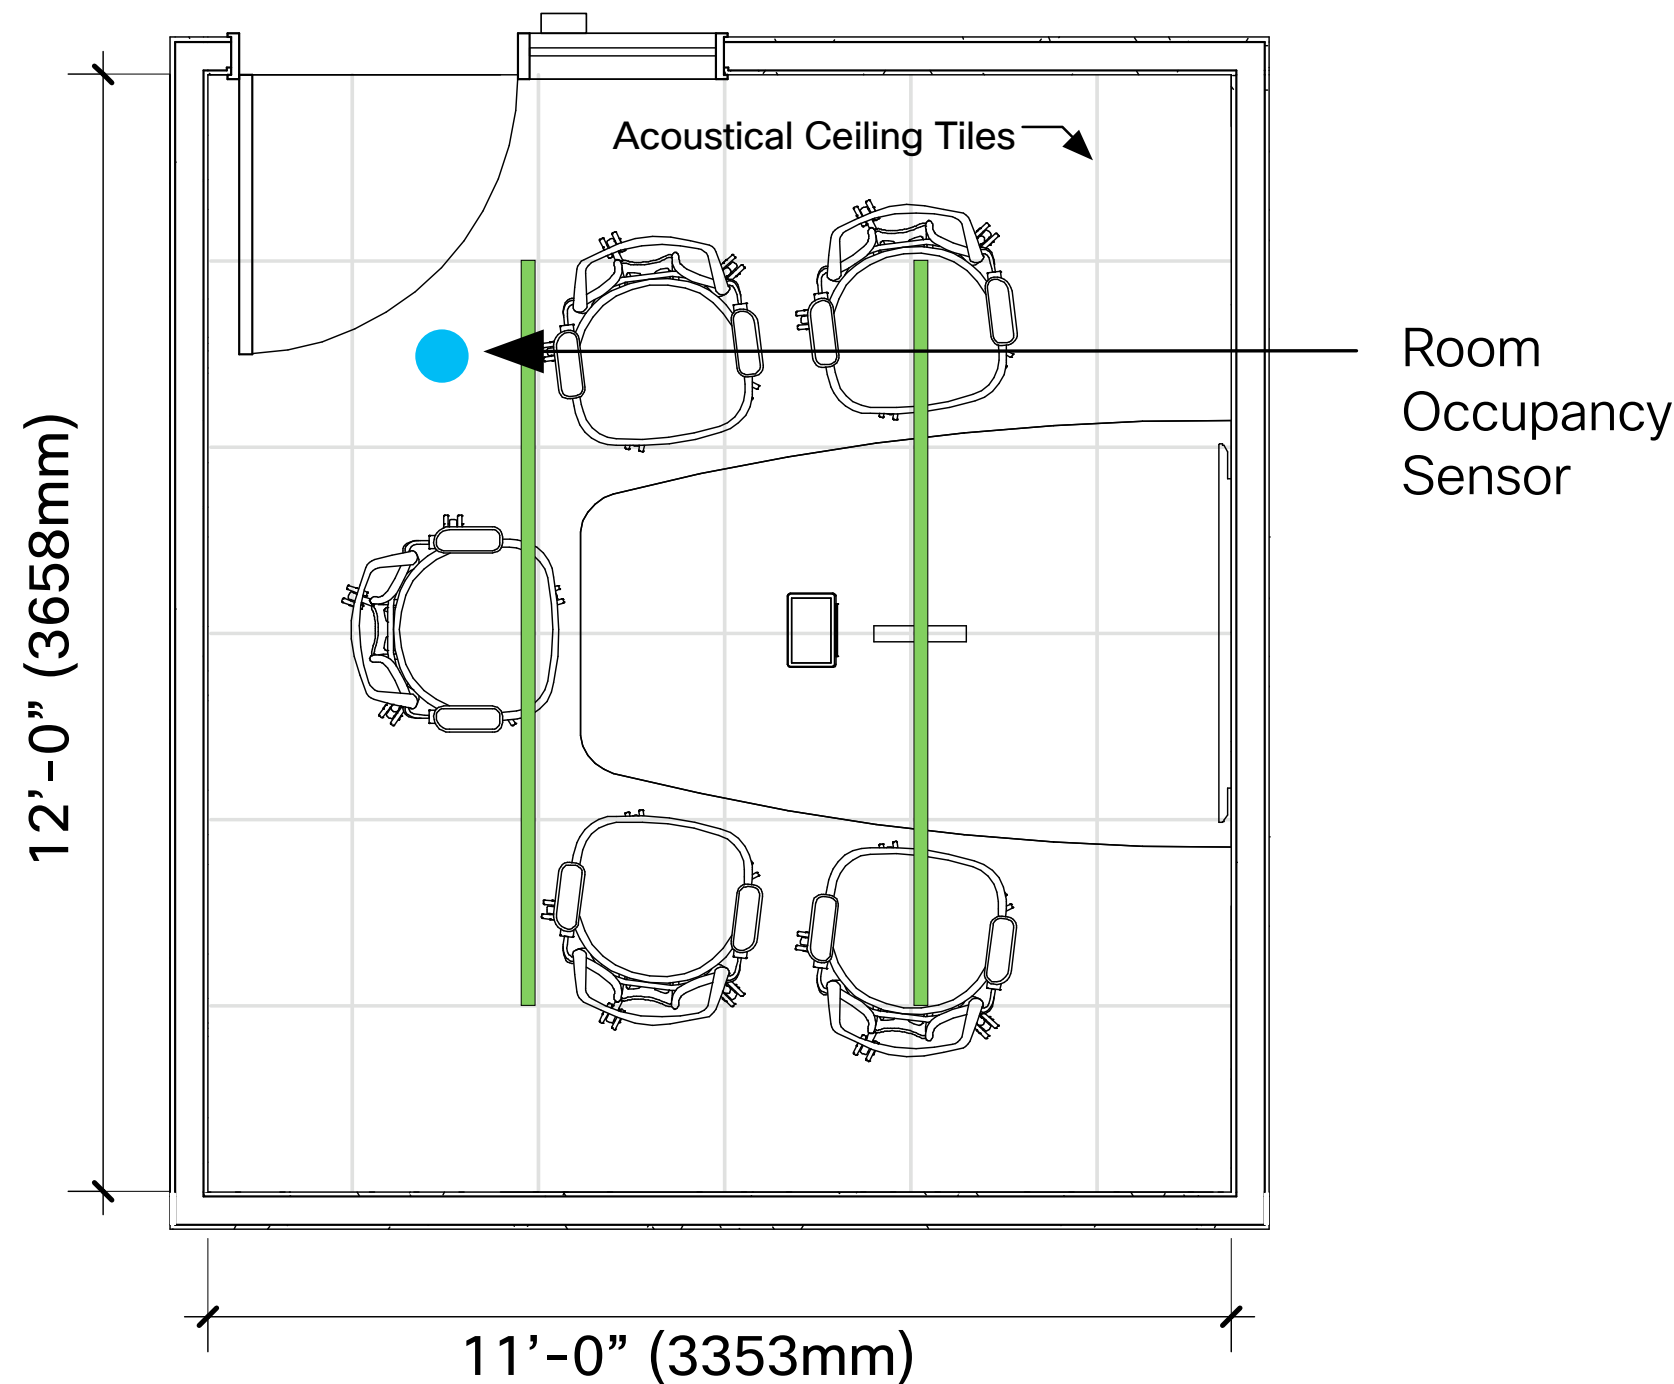 Acoustical Ceiling Tiles
Room
Occupancy
Sensor
12’-0” (3658mm)
11’-0” (3353mm)